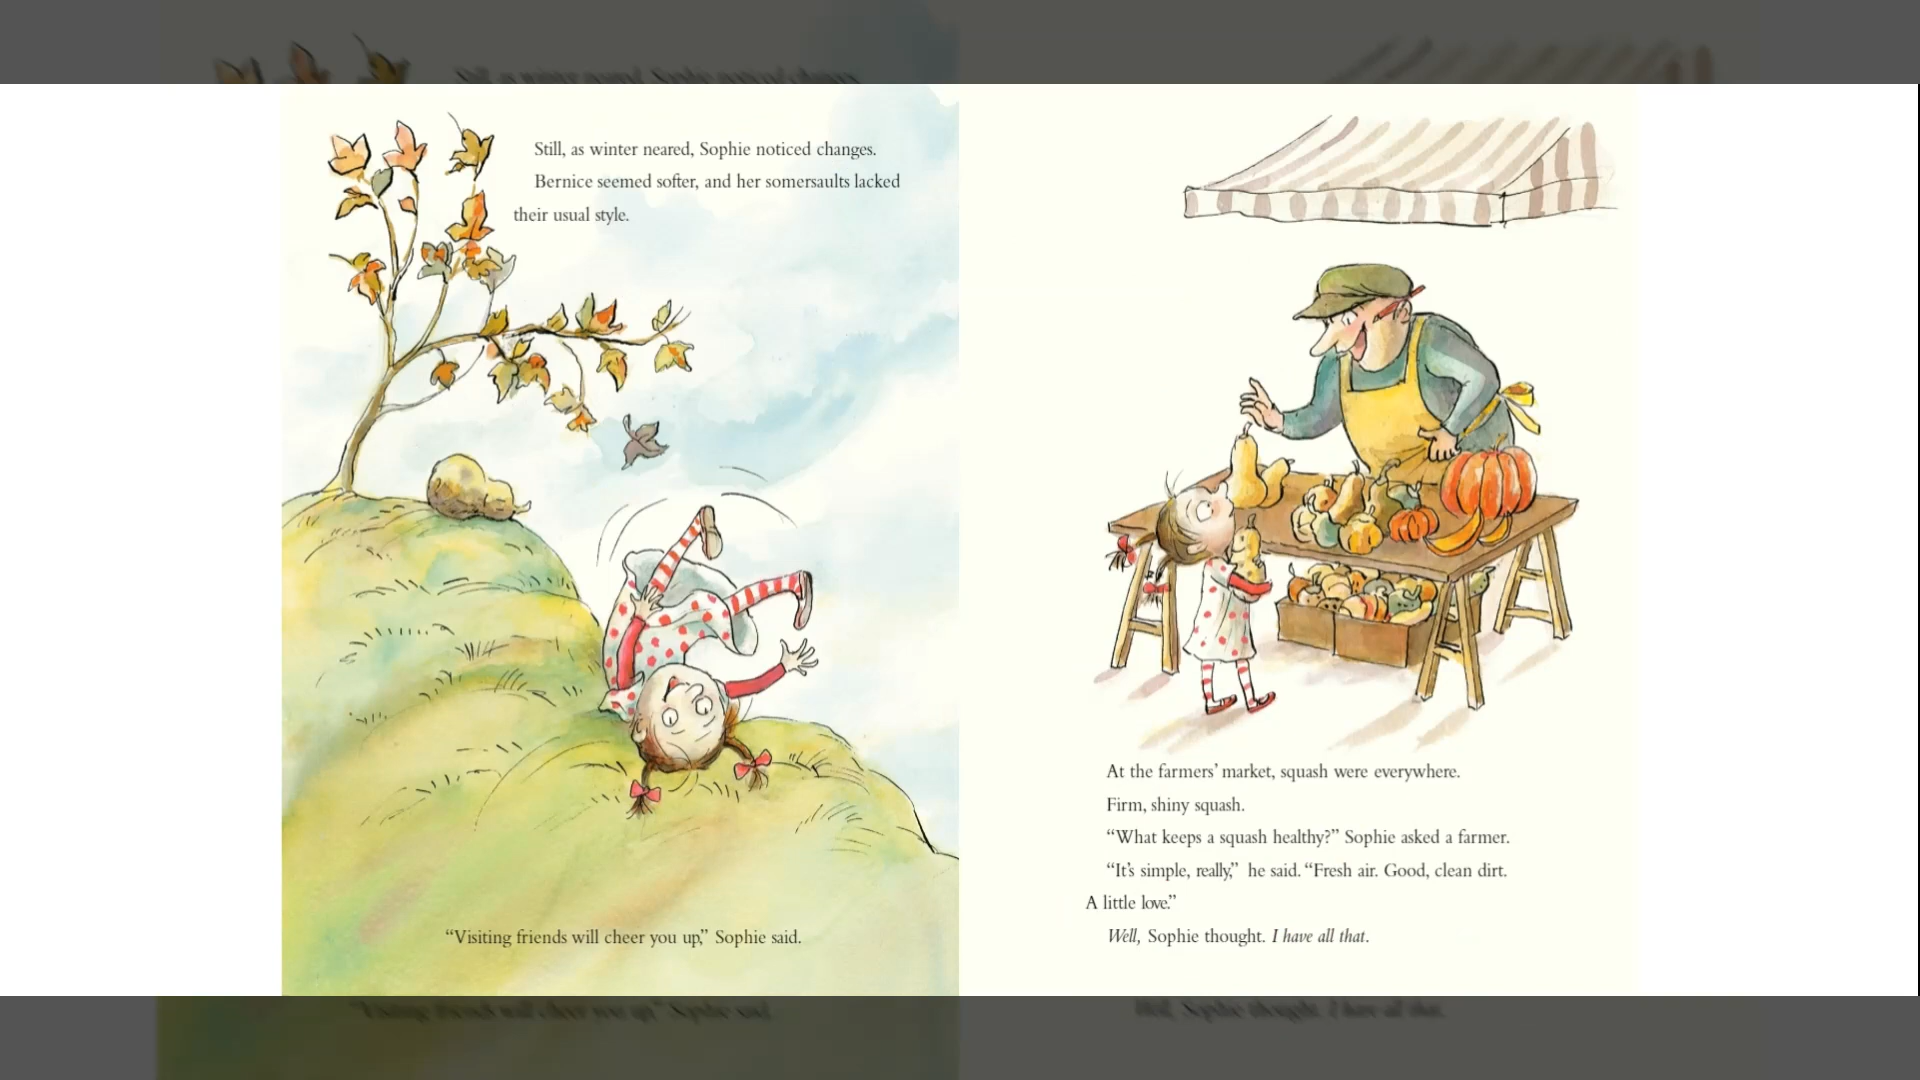 Still, as winter neared, Sophie noticed changes.
Bernice seemed softer, and her somersaults lacked
their usual style.
“Visiting friends will cheer you up,” Sophie said.
At the farmers’ market, squash were everywhere.
Firm, shiny squash.
“What keeps a squash healthy?” Sophie asked a farmer.
“It’s simple, really,” he said. “Fresh air. Good, clean dirt.
A little love.”
Well, Sophie thought. I have all that.